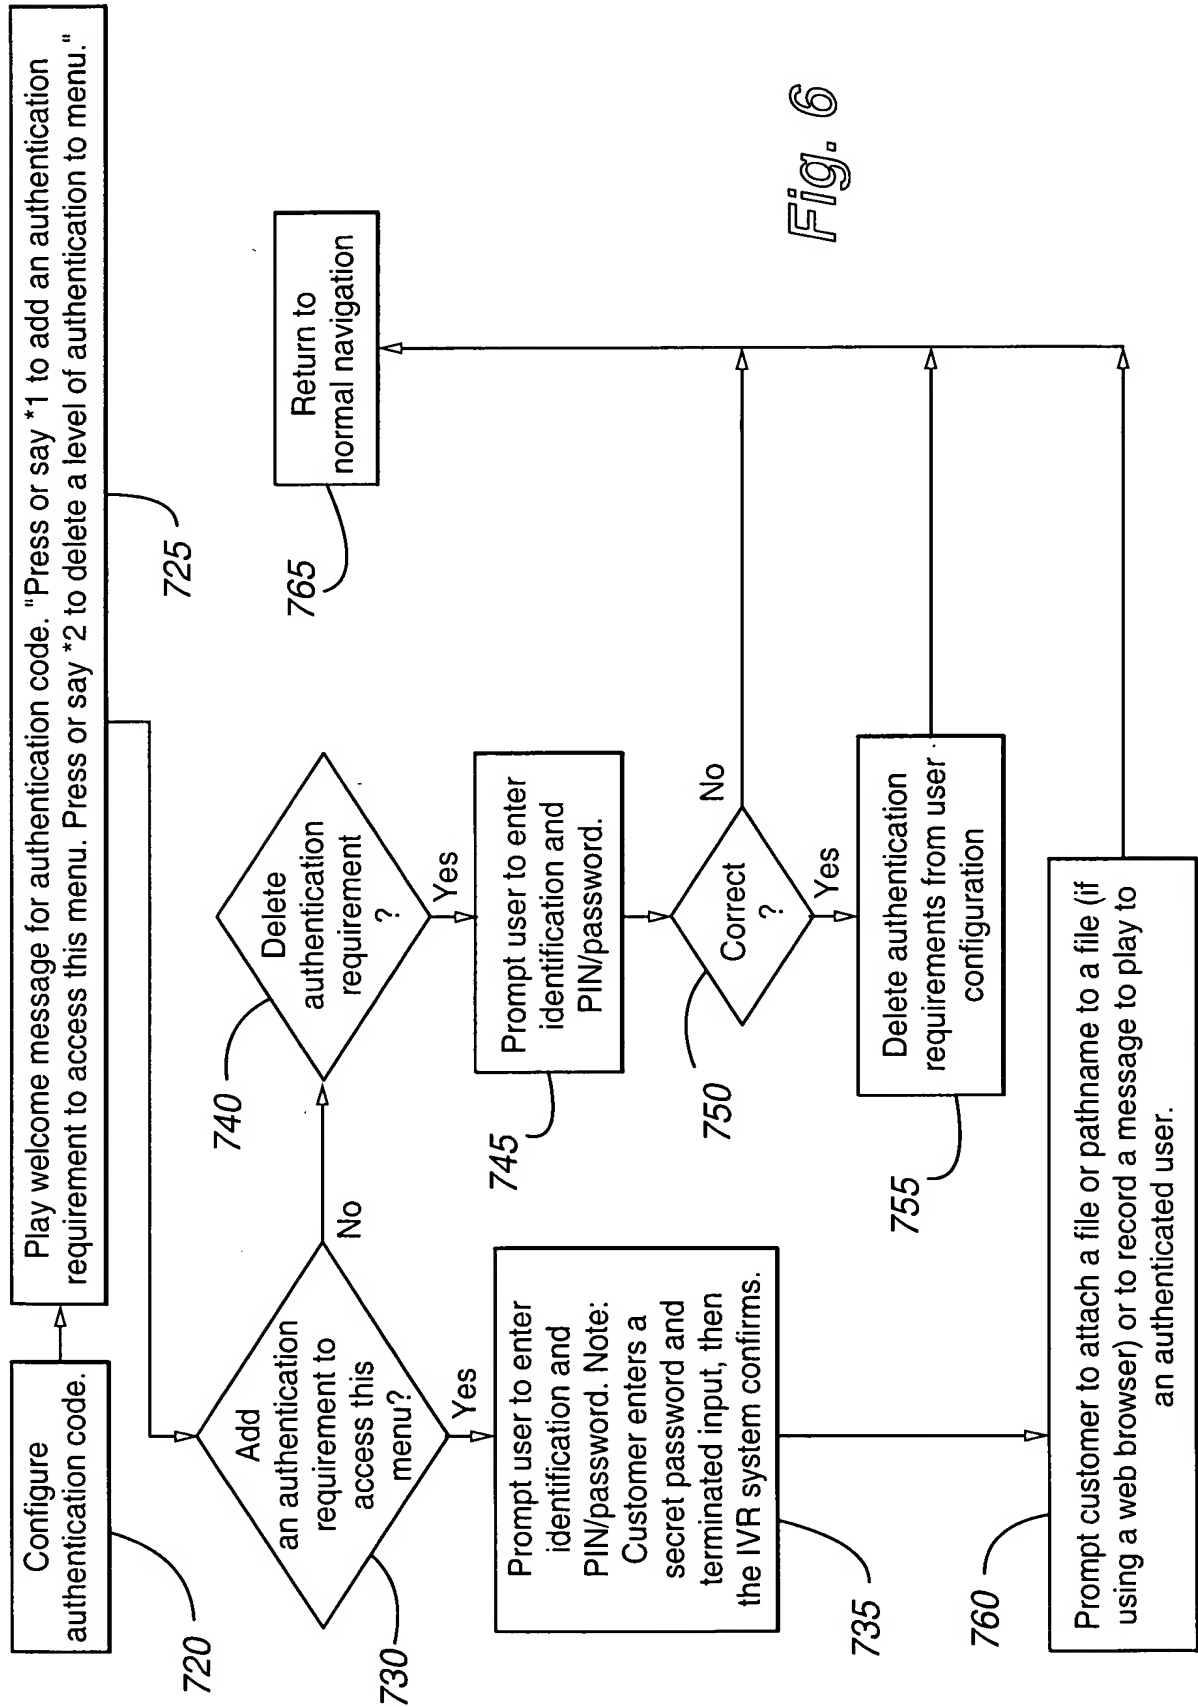 Configure
authentication code.
720
Play welcome message for authentication code. "Press or say *1 to add an authentication
requirement to access this menu. Press or say *2 to delete a level of authentication to menu."
725
Add
an authentication
requirement to
access this
menu?
730
No
Yes
Delete
authentication
requirement
?
740
Yes
Return to
normal navigation
765
Prompt user to enter
identification and
PIN/password. Note:
Customer enters a
secret password and
terminated input, then
the IVR system confirms.
735
Prompt user to enter
identification and
PIN/password.
745
Correct
?
750
No
Yes
Delete authentication
requirements from user
configuration
755
Prompt customer to attach a file or pathname to a file (if
using a web browser) or to record a message to play to
an authenticated user.
760
Fig. 6